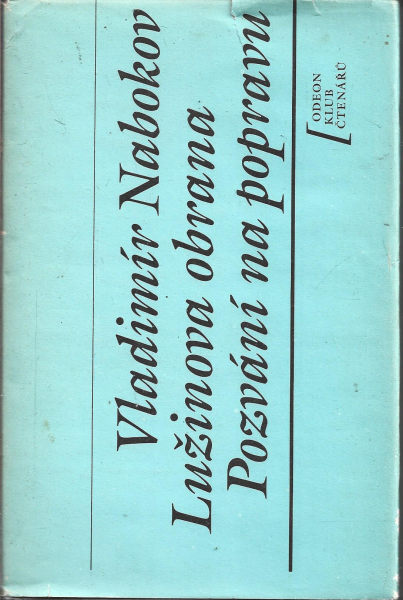 Vladimír Nabokov
Lužinova obrana
Pozvání na popravu
ODEON
KLUB
ČTENÁŘŮ